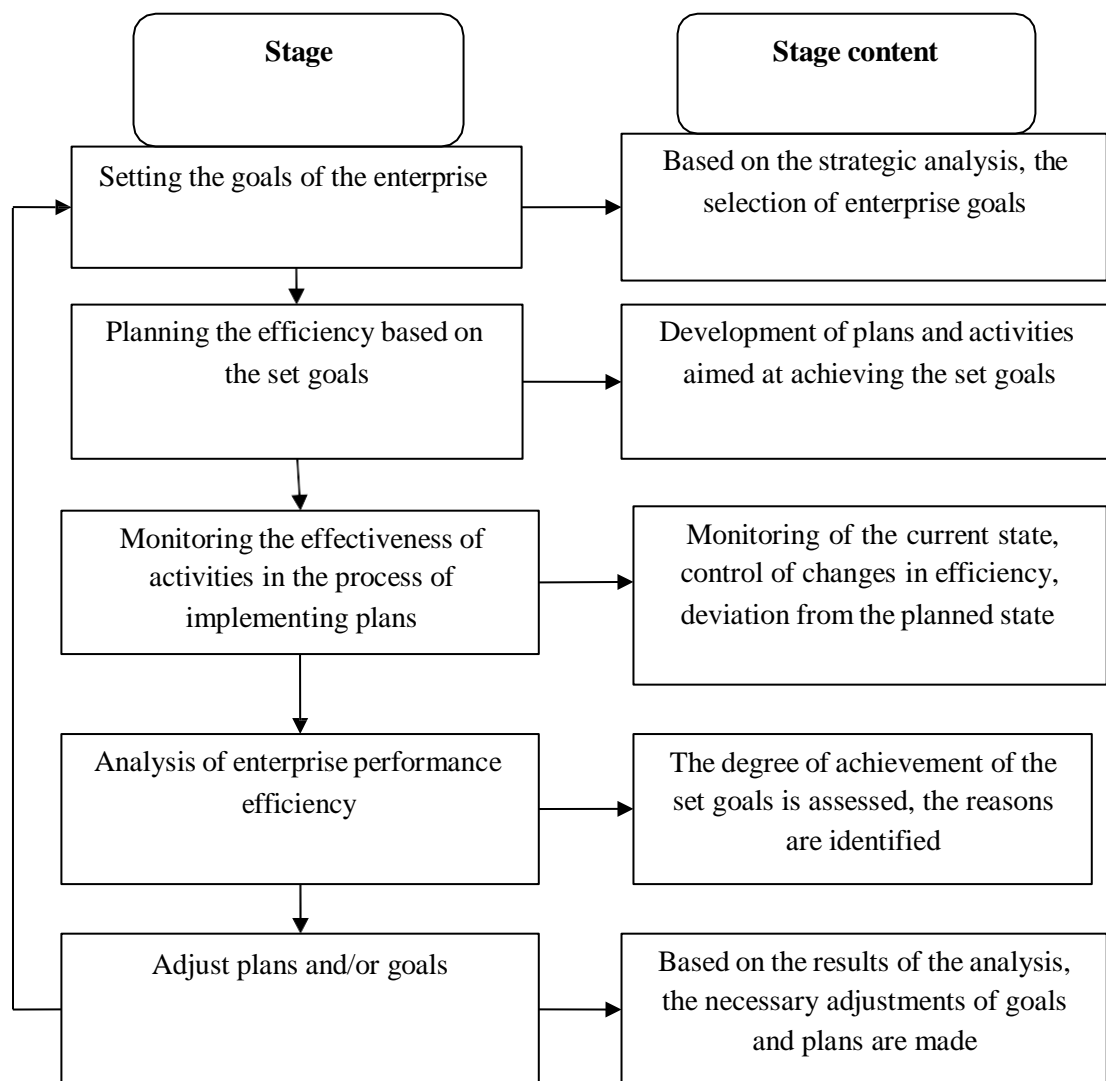 Stage
Stage content
Setting the goals of the enterprise
Based on the strategic analysis, the
selection of enterprise goals
Planning the efficiency based on
the set goals
Development of plans and activities
aimed at achieving the set goals
Monitoring the effectiveness of
activities in the process of
implementing plans
Monitoring of the current state,
control of changes in efficiency,
deviation from the planned state
Analysis of enterprise performance
efficiency
The degree of achievement of the
set goals is assessed, the reasons
are identified
Adjust plans and/or goals
Based on the results of the analysis,
the necessary adjustments of goals
and plans are made